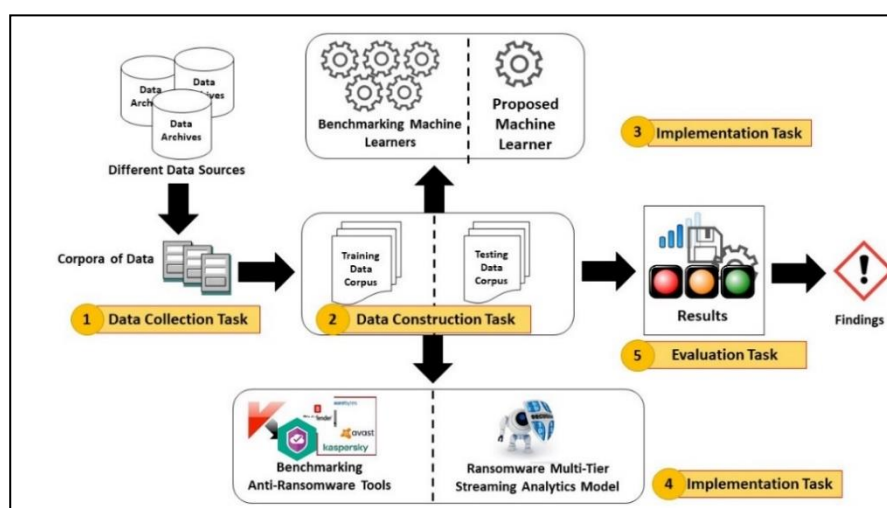 Data
Archives
Data
Data
Archives
Different Data Sources
Corpora of Data
1 Data Collection Task
Benchmarking Machine
Learners
Proposed
Machine
Learner
3 Implementation Task
Training
Data
Corpus
Testing
Data
Corpus
2 Data Construction Task
Results
Findings
5 Evaluation Task
avast
kaspersky
Benchmarking
Anti-Ransomware Tools
Ransomware Multi-Tier
Streaming Analytics Model
4 Implementation Task